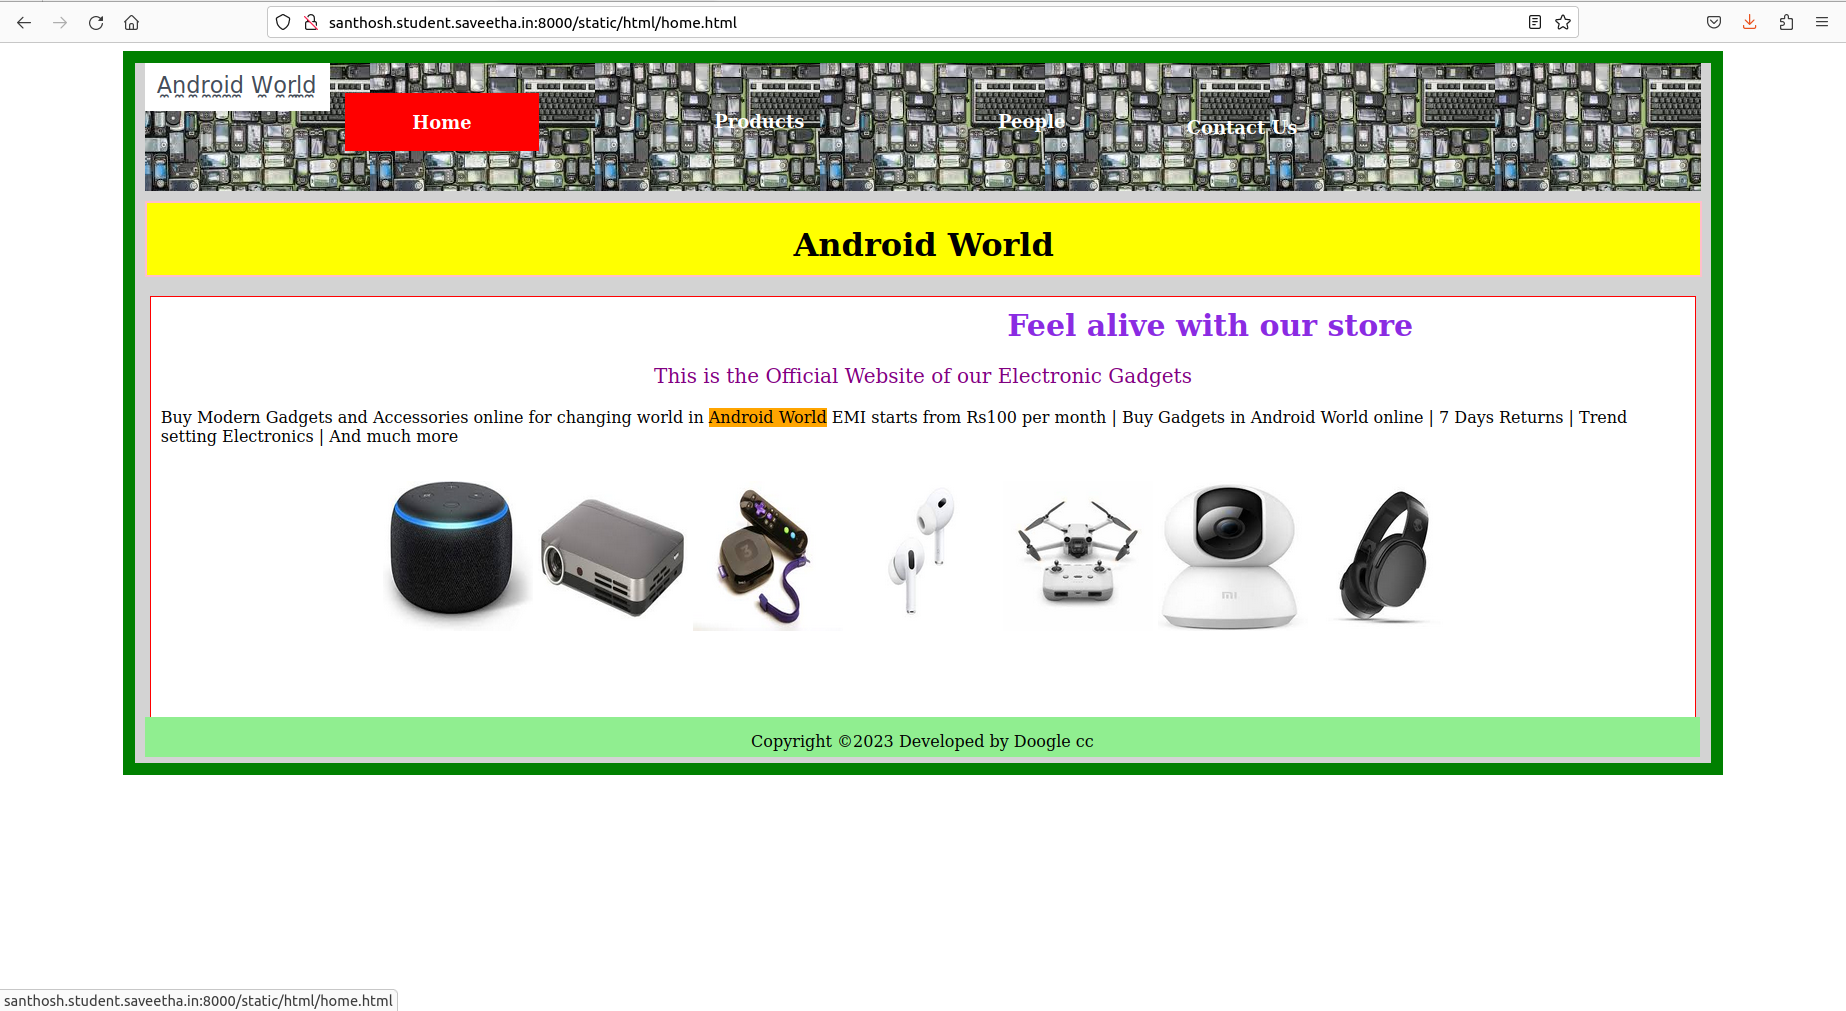 santhosh.student.saveetha.in:8000/static/html/home.html
Android World
Home
Products
People
Contact Us
Android World
Feel alive with our store
This is the Official Website of our Electronic Gadgets
Buy Modern Gadgets and Accessories online for changing world in Android World EMI starts from Rs100 per month | Buy Gadgets in Android World online | 7 Days Returns | Trend
setting Electronics | And much more
3
mi
Copyright ©2023 Developed by Doogle cc
santhosh.student.saveetha.in:8000/static/html/home.html